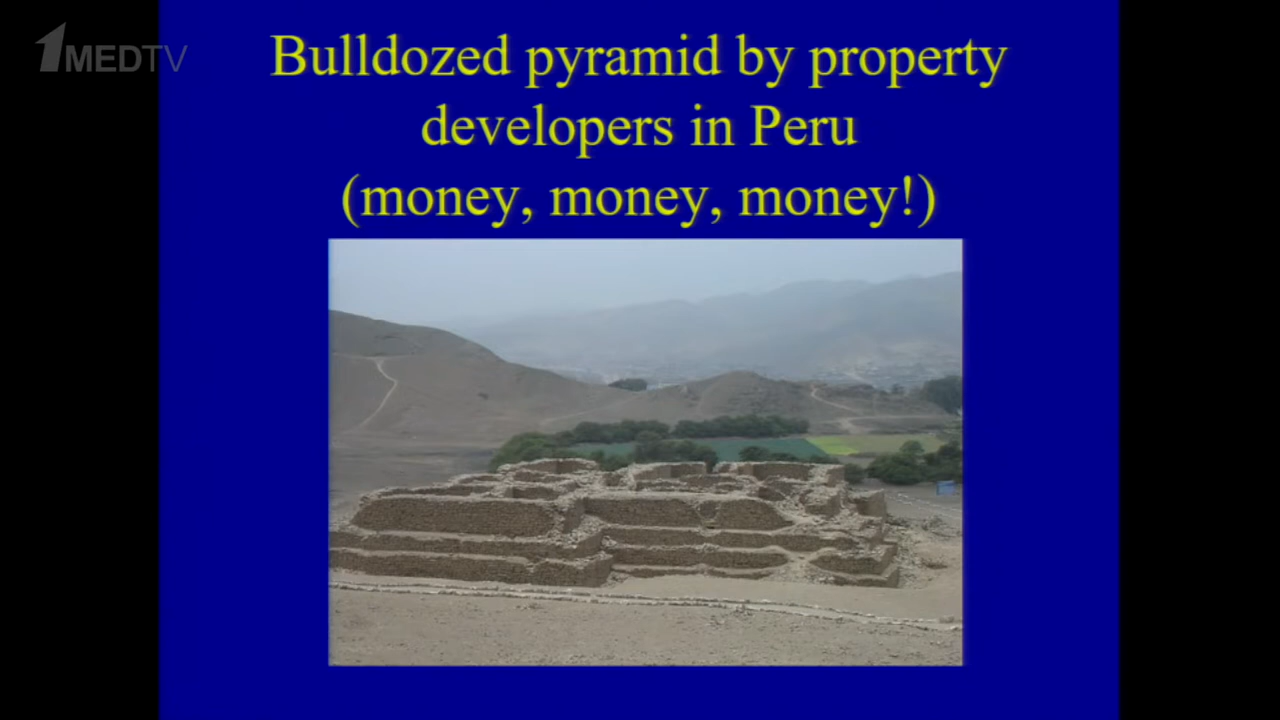 1MEDTV
Bulldozed pyramid by property
developers in Peru
(money, money, money!)